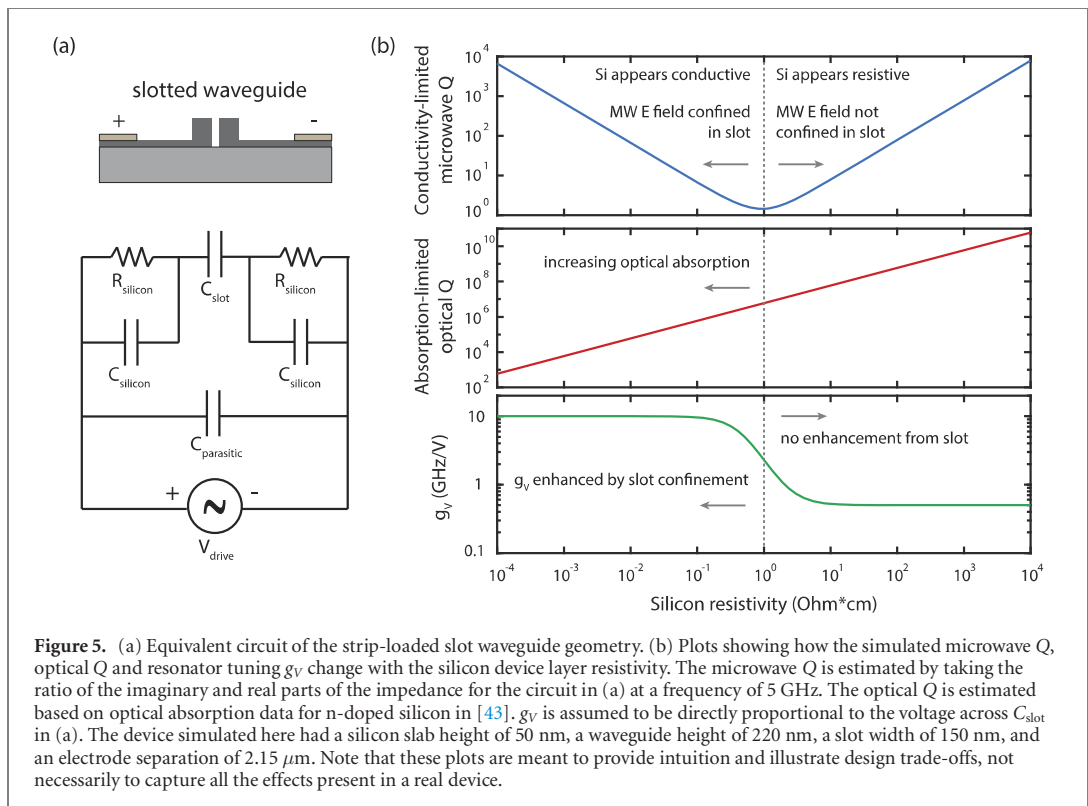 (a)
slotted waveguide
+
-
R_silicon
C_slot
R_silicon
C_silicon
C_silicon
C_parasitic
+
-
~
V_drive
(b)
Conductivity-limited
microwave Q
10^4
10^3
10^2
10^1
10^0
Si appears conductive
Si appears resistive
MW E field confined
in slot
MW E field not
confined in slot
Absorption-limited
optical Q
10^10
10^8
10^6
10^4
10^2
increasing optical absorption
g_V (GHz/V)
10
1
0.1
no enhancement from slot
g_V enhanced by slot confinement
10^-4
10^-3
10^-2
10^-1
10^0
10^1
10^2
10^3
10^4
Silicon resistivity (Ohm*cm)
Figure 5. (a) Equivalent circuit of the strip-loaded slot waveguide geometry. (b) Plots showing how the simulated microwave Q,
optical Q and resonator tuning g_V change with the silicon device layer resistivity. The microwave Q is estimated by taking the
ratio of the imaginary and real parts of the impedance for the circuit in (a) at a frequency of 5 GHz. The optical Q is estimated
based on optical absorption data for n-doped silicon in [43]. g_V is assumed to be directly proportional to the voltage across C_slot
in (a). The device simulated here had a silicon slab height of 50 nm, a waveguide height of 220 nm, a slot width of 150 nm, and
an electrode separation of 2.15 μm. Note that these plots are meant to provide intuition and illustrate design trade-offs, not
necessarily to capture all the effects present in a real device.